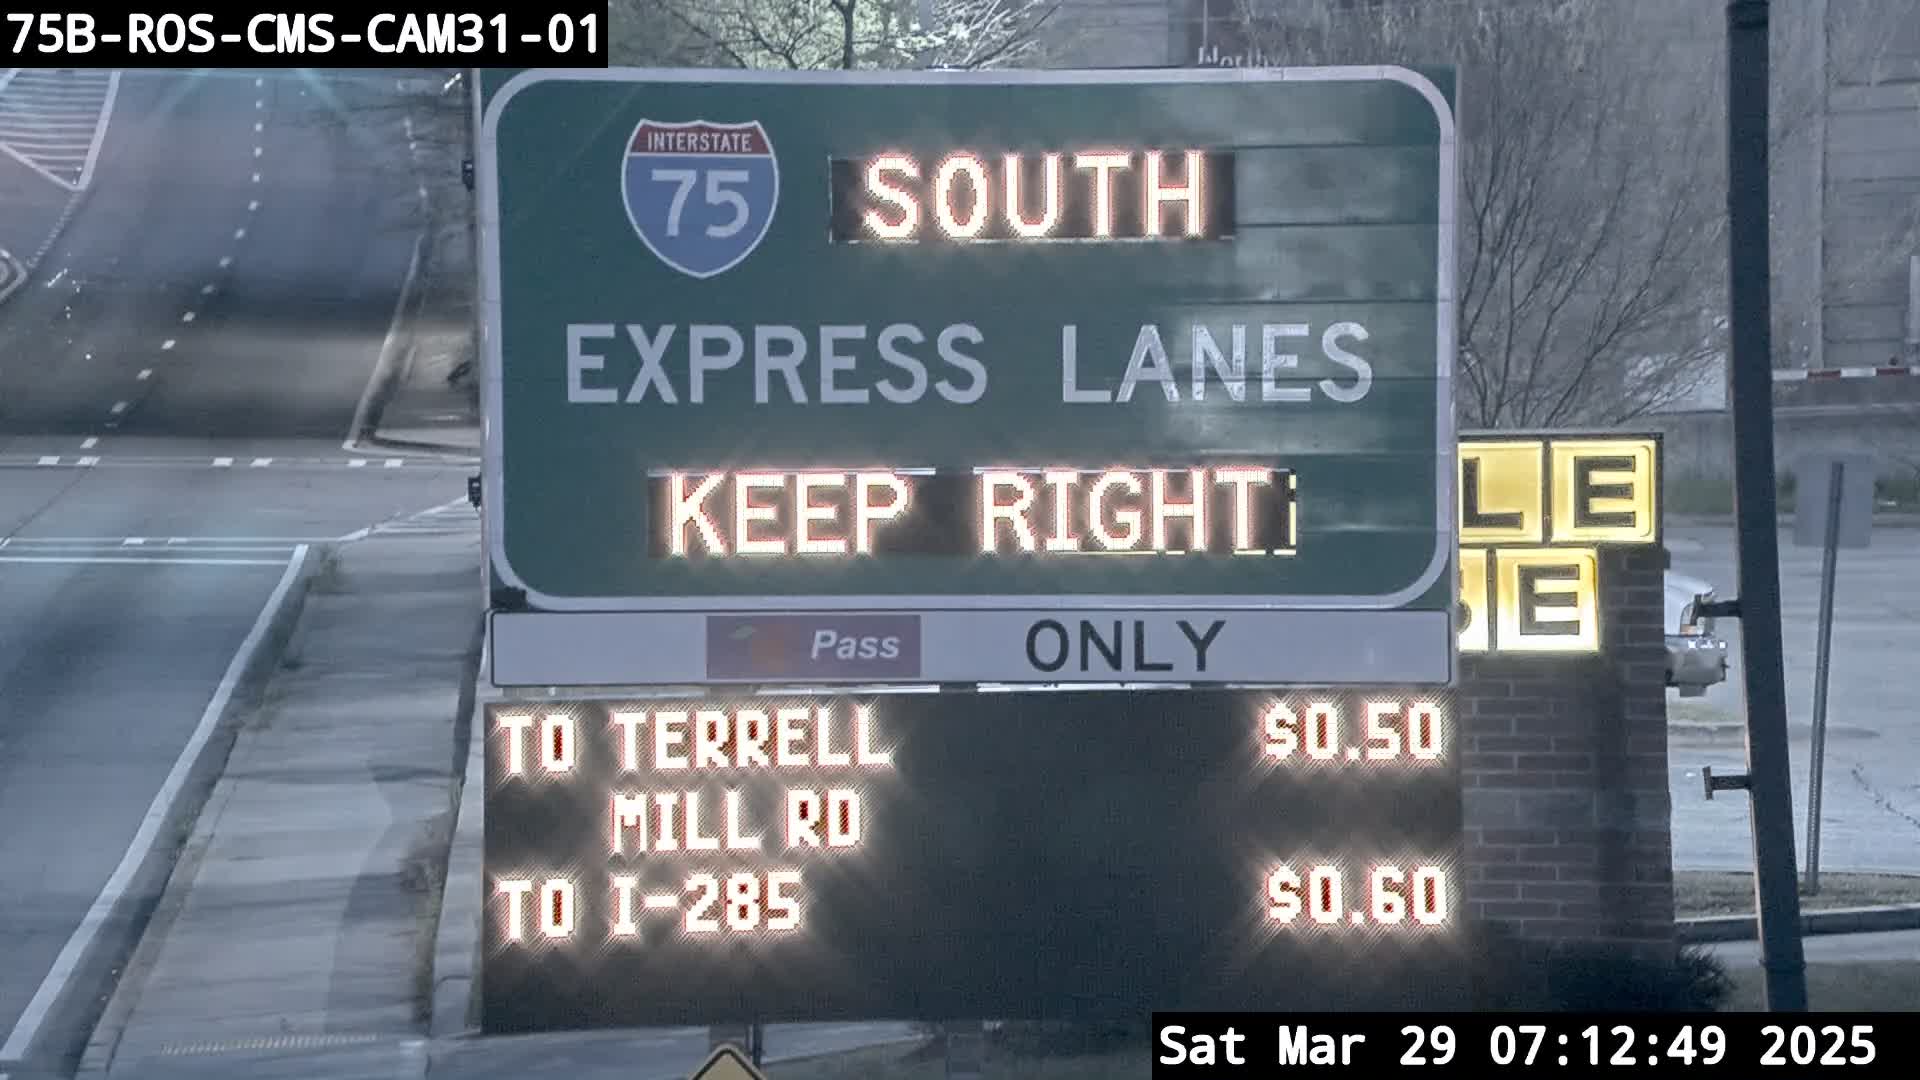 75B-ROS-CMS-CAM31-01
INTERSTATE
75
SOUTH
EXPRESS LANES
KEEP RIGHT
Pass ONLY
TO TERRELL $0.50
MILL RD
TO I-285 $0.60
LE
E
Sat Mar 29 07:12:49 2025